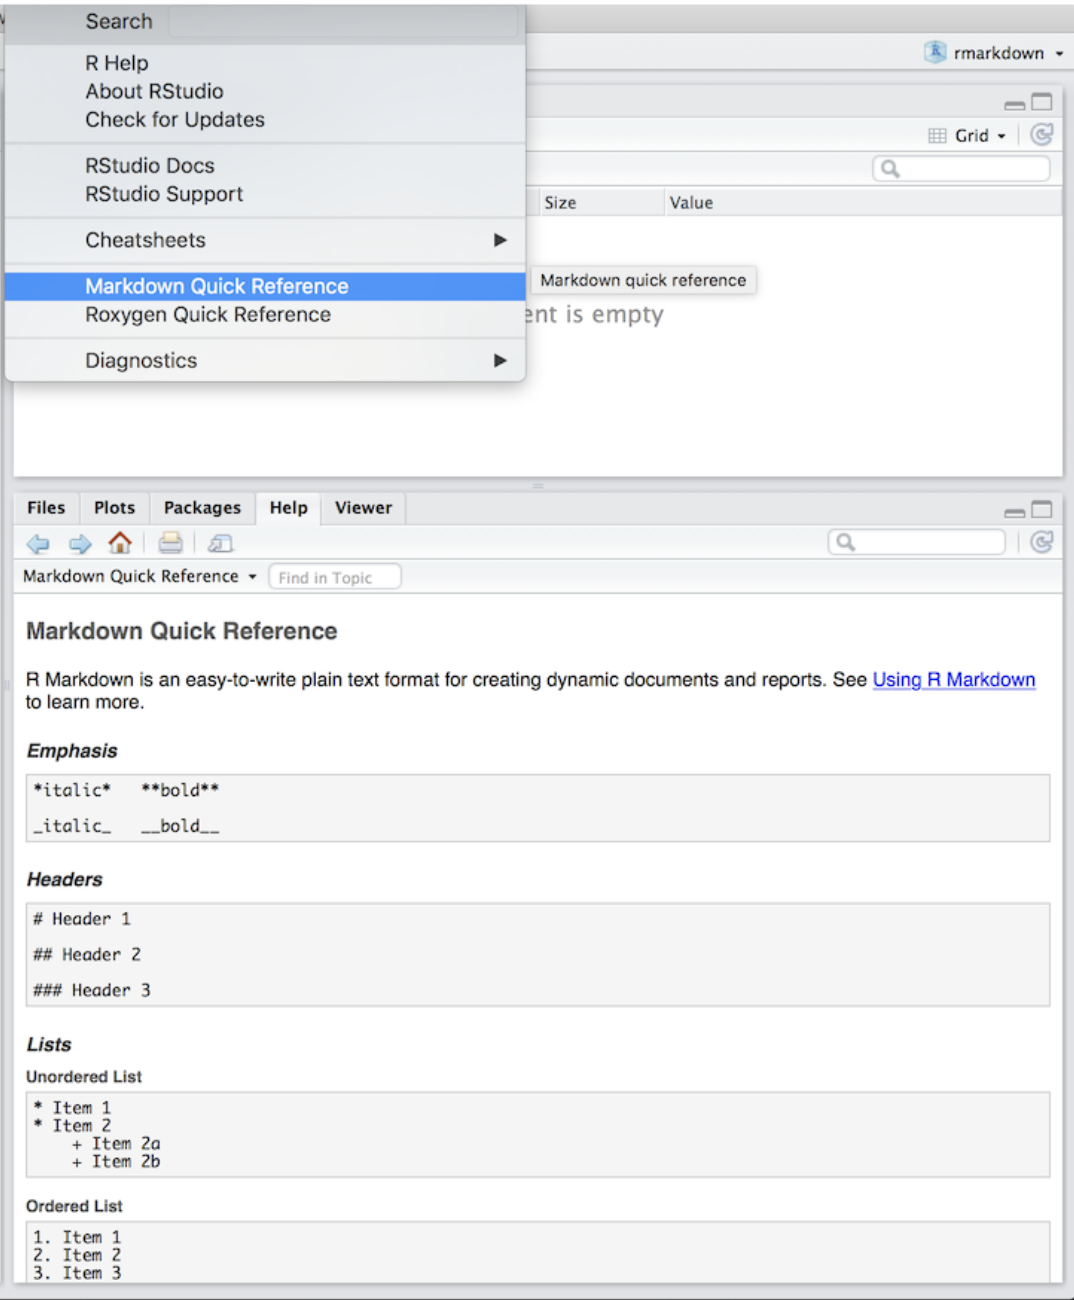 Search
R Help
About RStudio
Check for Updates
RStudio Docs
RStudio Support
Cheatsheets
Markdown Quick Reference
Roxygen Quick Reference
Diagnostics
rmarkdown
Grid
Size Value
Markdown quick reference
ent is empty
Files Plots Packages Help Viewer
Markdown Quick Reference Find in Topic
Markdown Quick Reference
R Markdown is an easy-to-write plain text format for creating dynamic documents and reports. See Using R Markdown
to learn more.
Emphasis
*italic* **bold**
_italic_ __bold__
Headers
# Header 1
## Header 2
### Header 3
Lists
Unordered List
* Item 1
* Item 2
+ Item 2a
+ Item 2b
Ordered List
1. Item 1
2. Item 2
3. Item 3